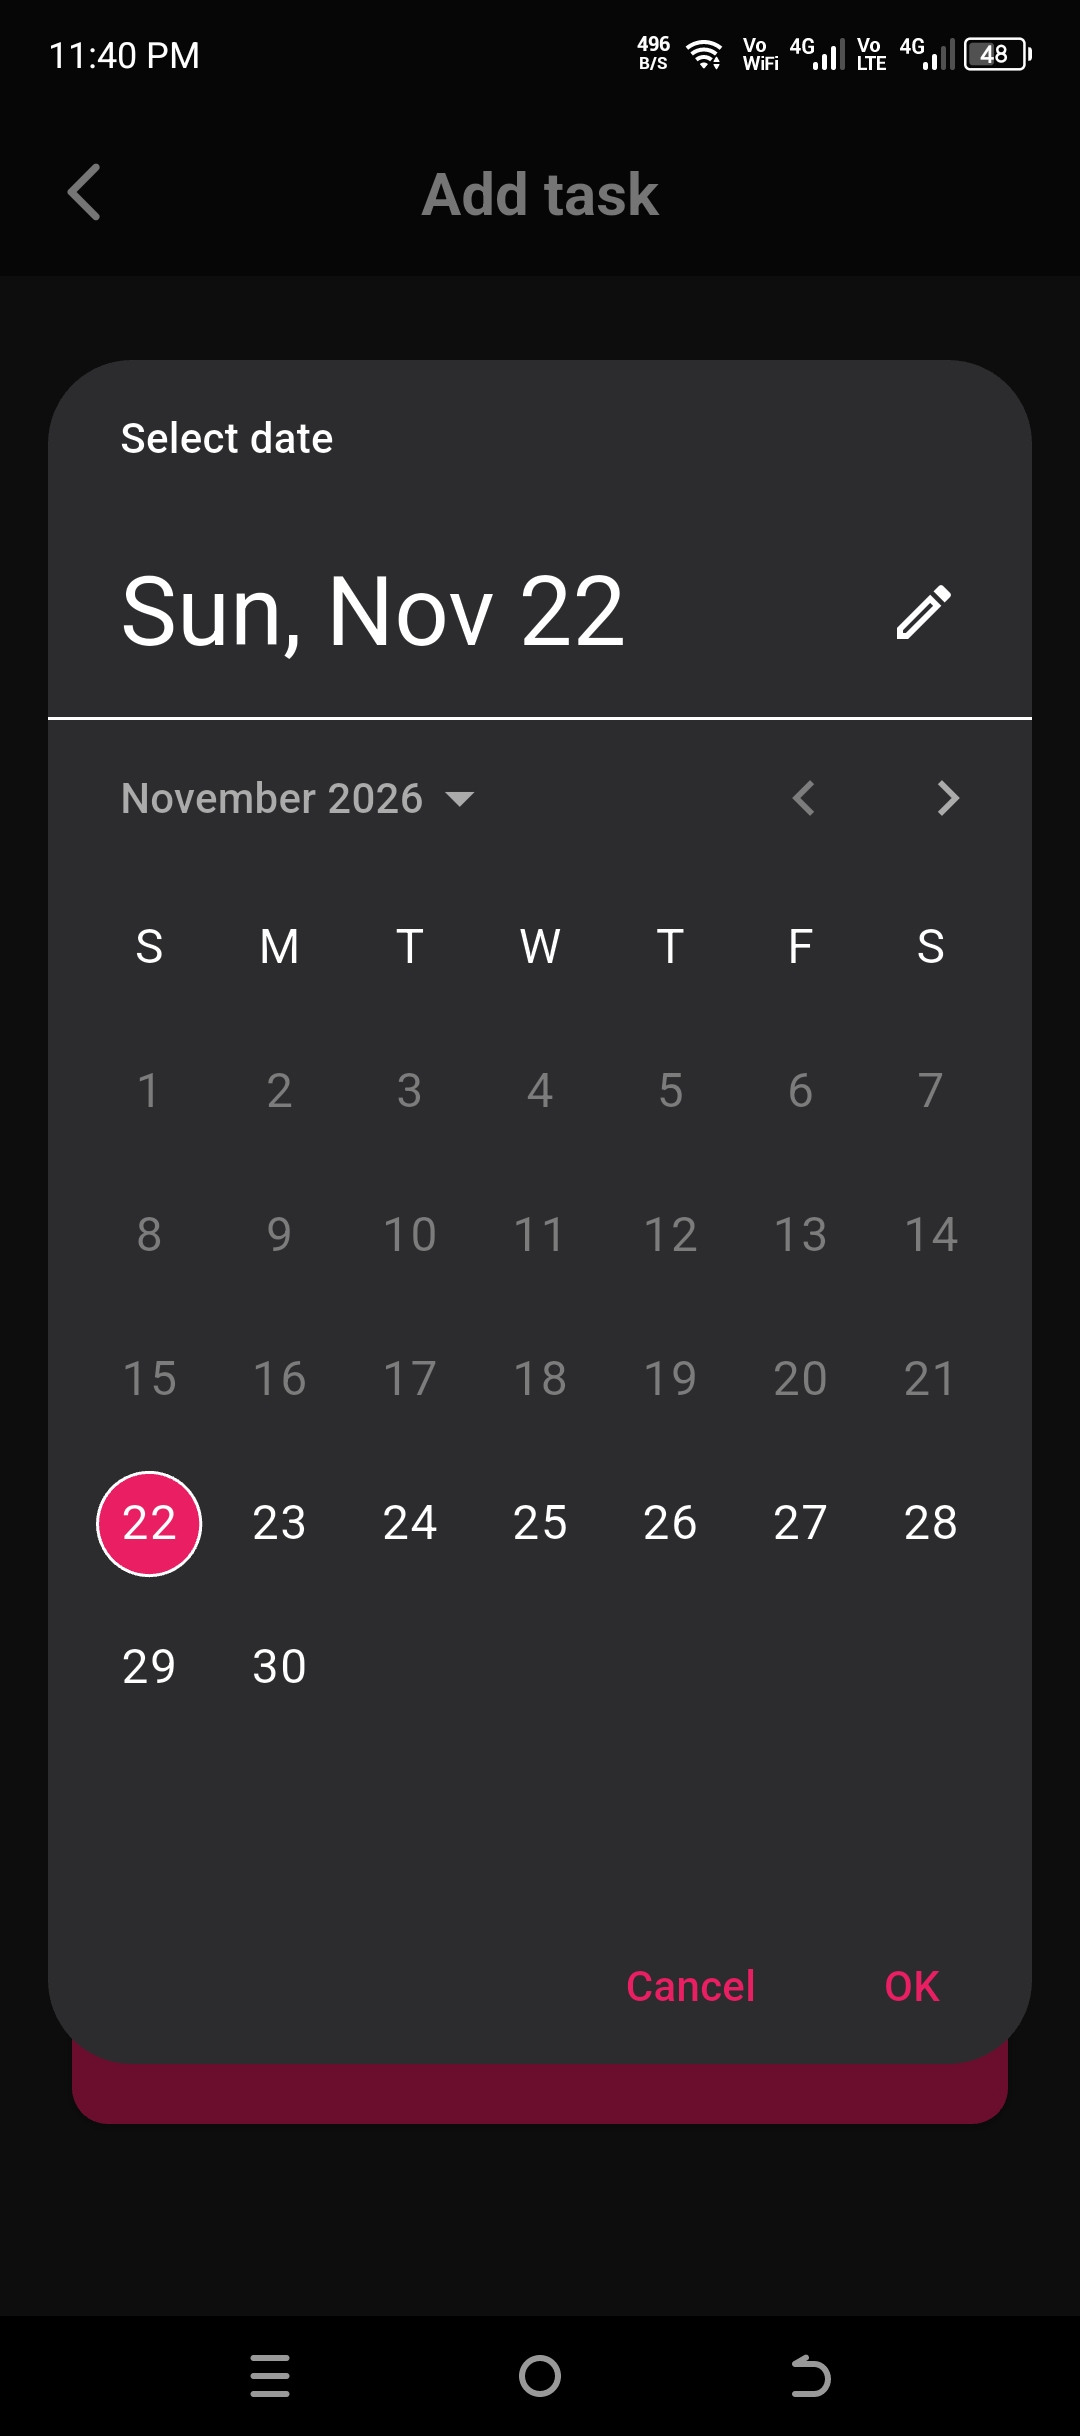 11:40 PM 496 B/S Vo WiFi 4G Vo LTE 4G 48
Add task
Select date
Sun, Nov 22
November 2026
S M T W T F S
1 2 3 4 5 6 7
8 9 10 11 12 13 14
15 16 17 18 19 20 21
22 23 24 25 26 27 28
29 30
Cancel OK